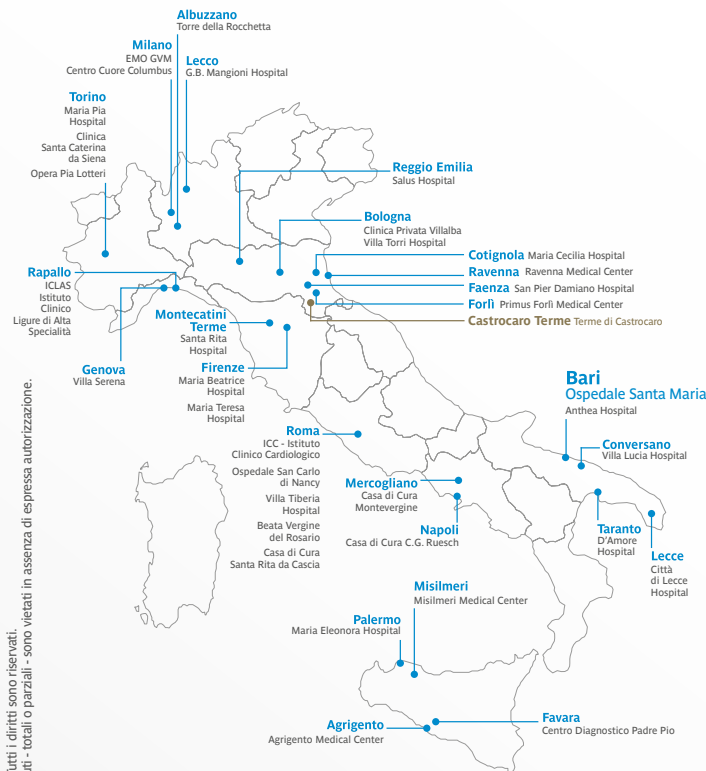 Albuzzano
Torre della Rocchetta
Milano
EMO GVM
Centro Cuore Columbus
Lecco
G.B. Mangioni Hospital
Torino
Maria Pia
Hospital
Clinica
Santa Caterina
da Siena
Opera Pia Lotteri
Reggio Emilia
Salus Hospital
Bologna
Clinica Privata Villalba
Villa Torri Hospital
Cotignola Maria Cecilia Hospital
Ravenna Ravenna Medical Center
Faenza San Pier Damiano Hospital
Forlì Primus Forlì Medical Center
Castrocaro Terme Terme di Castrocaro
Rapallo
ICLAS
Istituto
Clinico
Ligure di Alta
Specialità
Genova
Villa Serena
Montecatini
Terme
Santa Rita
Hospital
Firenze
Maria Beatrice
Hospital
Maria Teresa
Hospital
Bari
Ospedale Santa Maria
Anthea Hospital
Conversano
Villa Lucia Hospital
Roma
ICC - Istituto
Clinico Cardiologico
Ospedale San Carlo
di Nancy
Villa Tiberia
Hospital
Beata Vergine
del Rosario
Casa di Cura
Santa Rita da Cascia
Mercogliano
Casa di Cura
Montevergine
Napoli
Casa di Cura C.G. Ruesch
Taranto
D'Amore
Hospital
Lecce
Città
di Lecce
Hospital
Misilmeri
Misilmeri Medical Center
Palermo
Maria Eleonora Hospital
Agrigento
Agrigento Medical Center
Favara
Centro Diagnostico Padre Pio
i diritti sono riservati.
- totali o parziali - sono vietati in assenza di espressa autorizzazione.